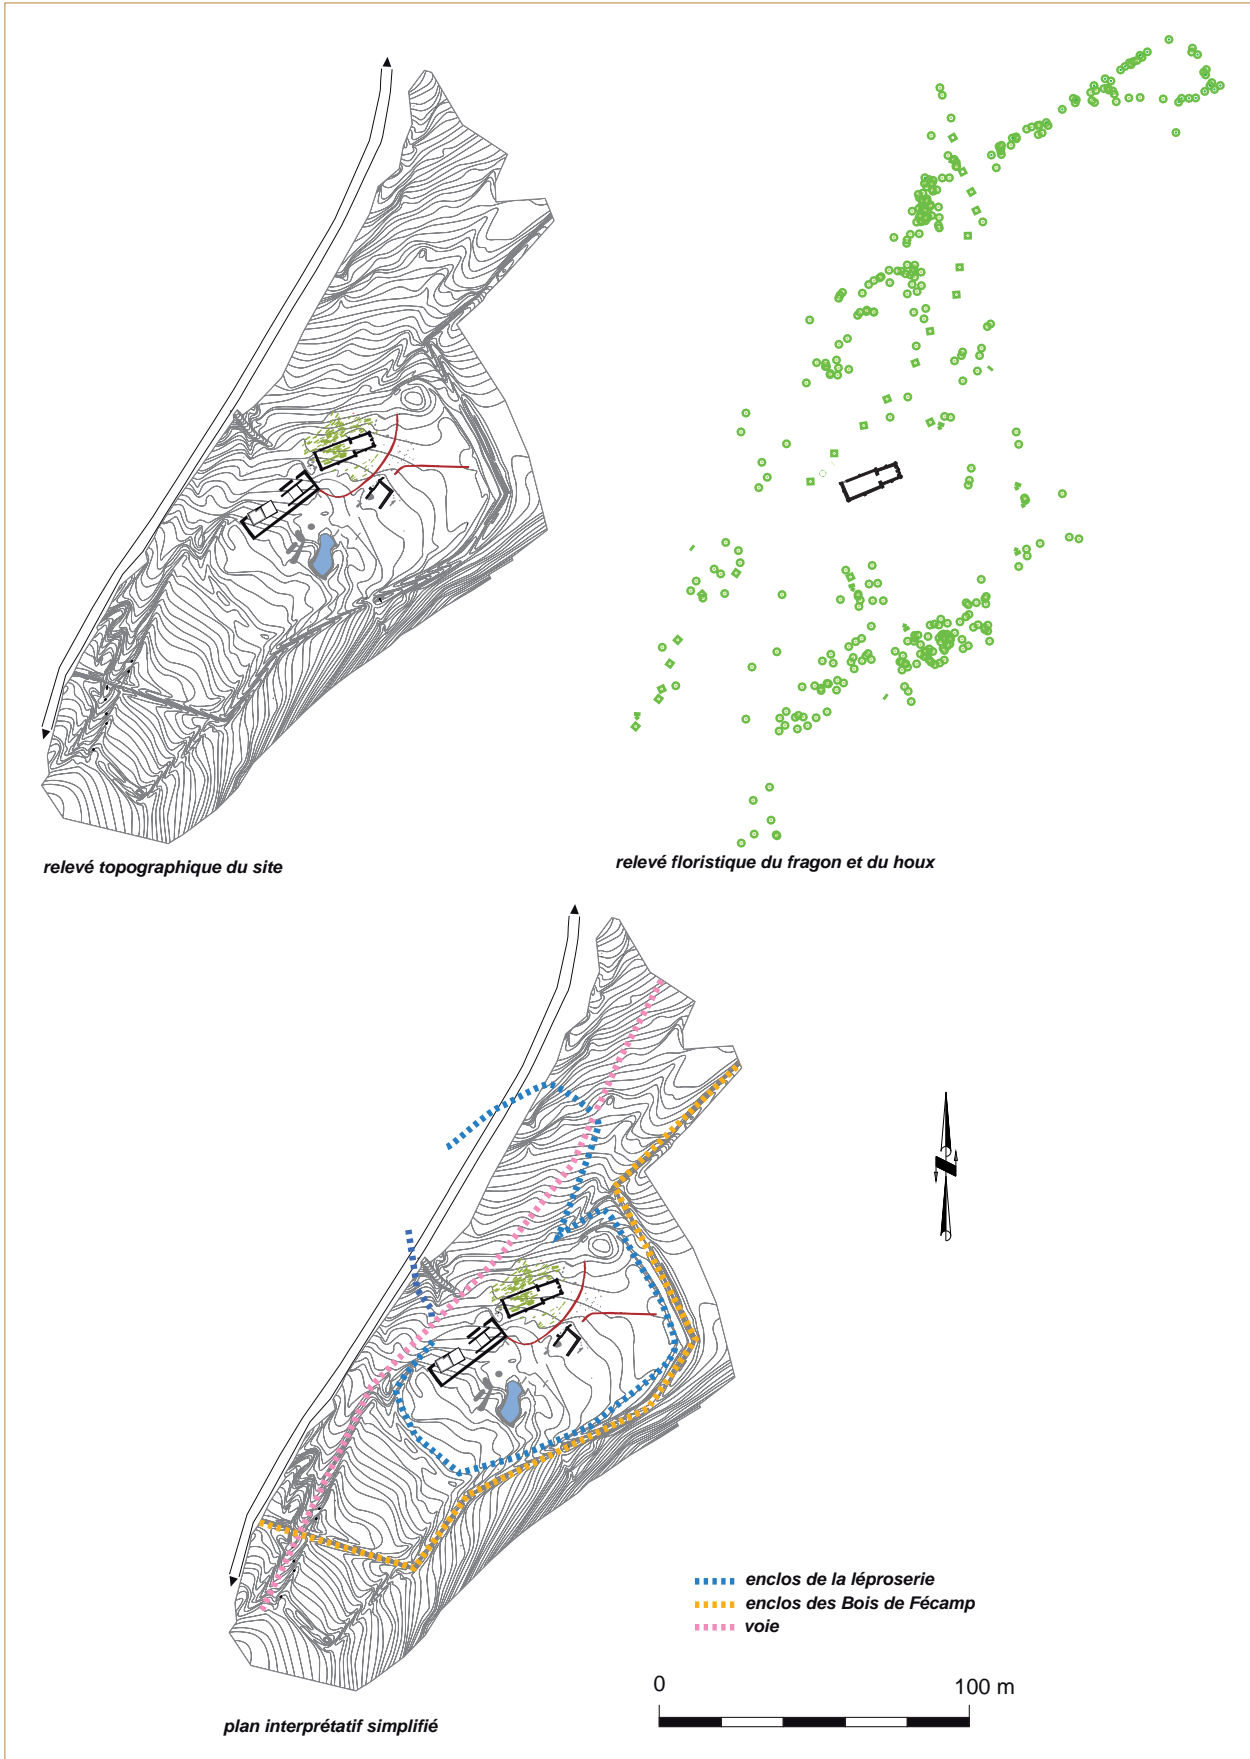 relevé topographique du site
relevé floristique du fragon et du houx
enclos de la léproserie
enclos des Bois de Fécamp
voie
0 100 m
plan interprétatif simplifié